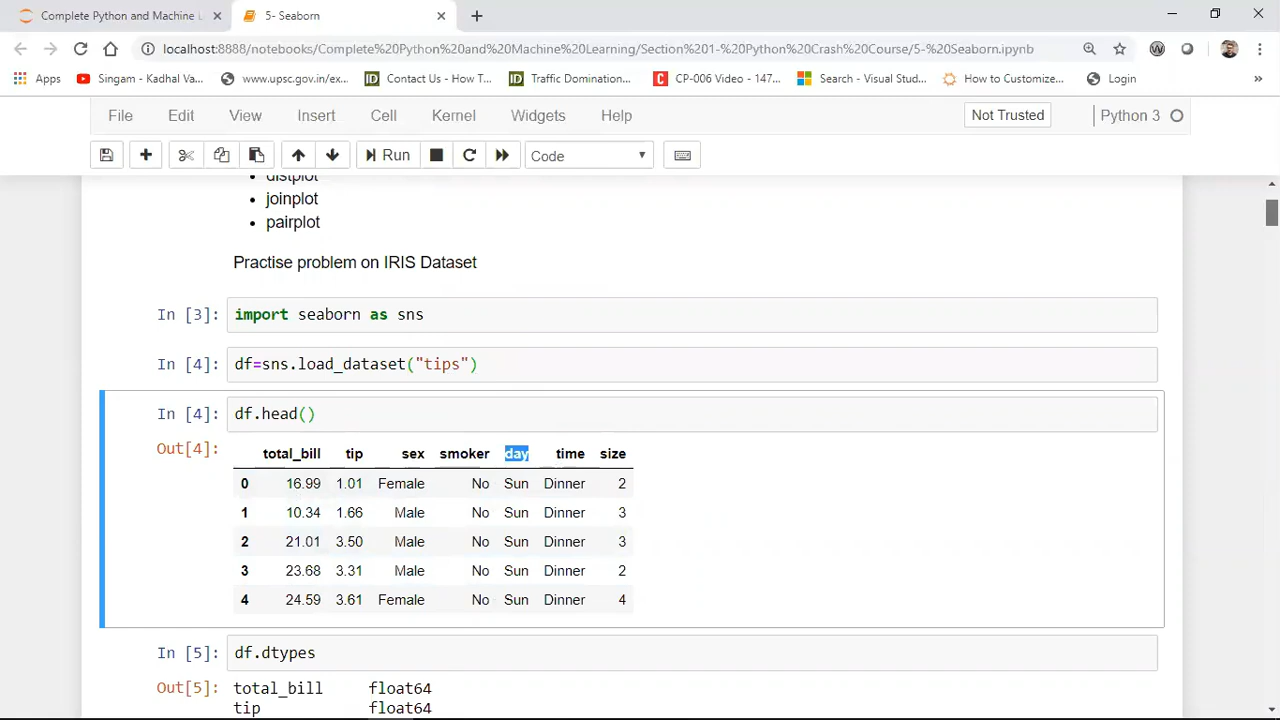 Complete Python and Machine L
5- Seaborn
localhost:8888/notebooks/Complete%20Python%20and%20Machine%20Learning/Section%201-%20Python%20Crash%20Course/5-%20Seaborn.ipynb
Apps Singam - Kadhal Va... www.upsc.gov.in/ex... Contact Us - How T... Traffic Domination... CP-006 Video - 147... Search - Visual Stud... How to Customize... Login »
File Edit View Insert Cell Kernel Widgets Help Not Trusted Python 3
Run Code
distplot
joinplot
pairplot
Practise problem on IRIS Dataset
In [3]: import seaborn as sns
In [4]: df=sns.load_dataset("tips")
In [4]: df.head()
Out[4]:
total_bill tip sex smoker day time size
0 16.99 1.01 Female No Sun Dinner 2
1 10.34 1.66 Male No Sun Dinner 3
2 21.01 3.50 Male No Sun Dinner 3
3 23.68 3.31 Male No Sun Dinner 2
4 24.59 3.61 Female No Sun Dinner 4
In [5]: df.dtypes
Out[5]: total_bill float64
tip float64